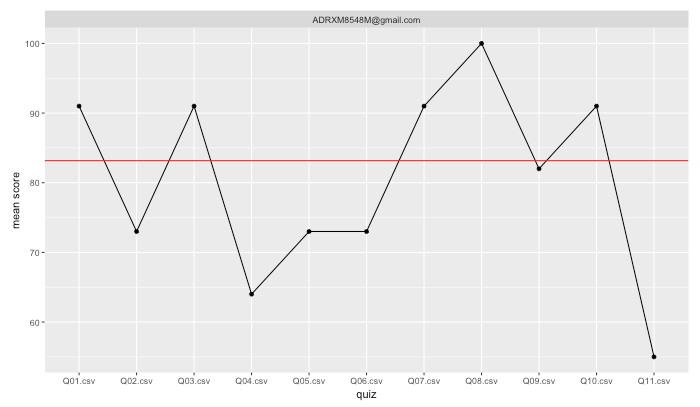 ADRXM8548M@gmail.com
100
90
80
70
60
mean score
Q01.csv Q02.csv Q03.csv Q04.csv Q05.csv Q06.csv Q07.csv Q08.csv Q09.csv Q10.csv Q11.csv
quiz